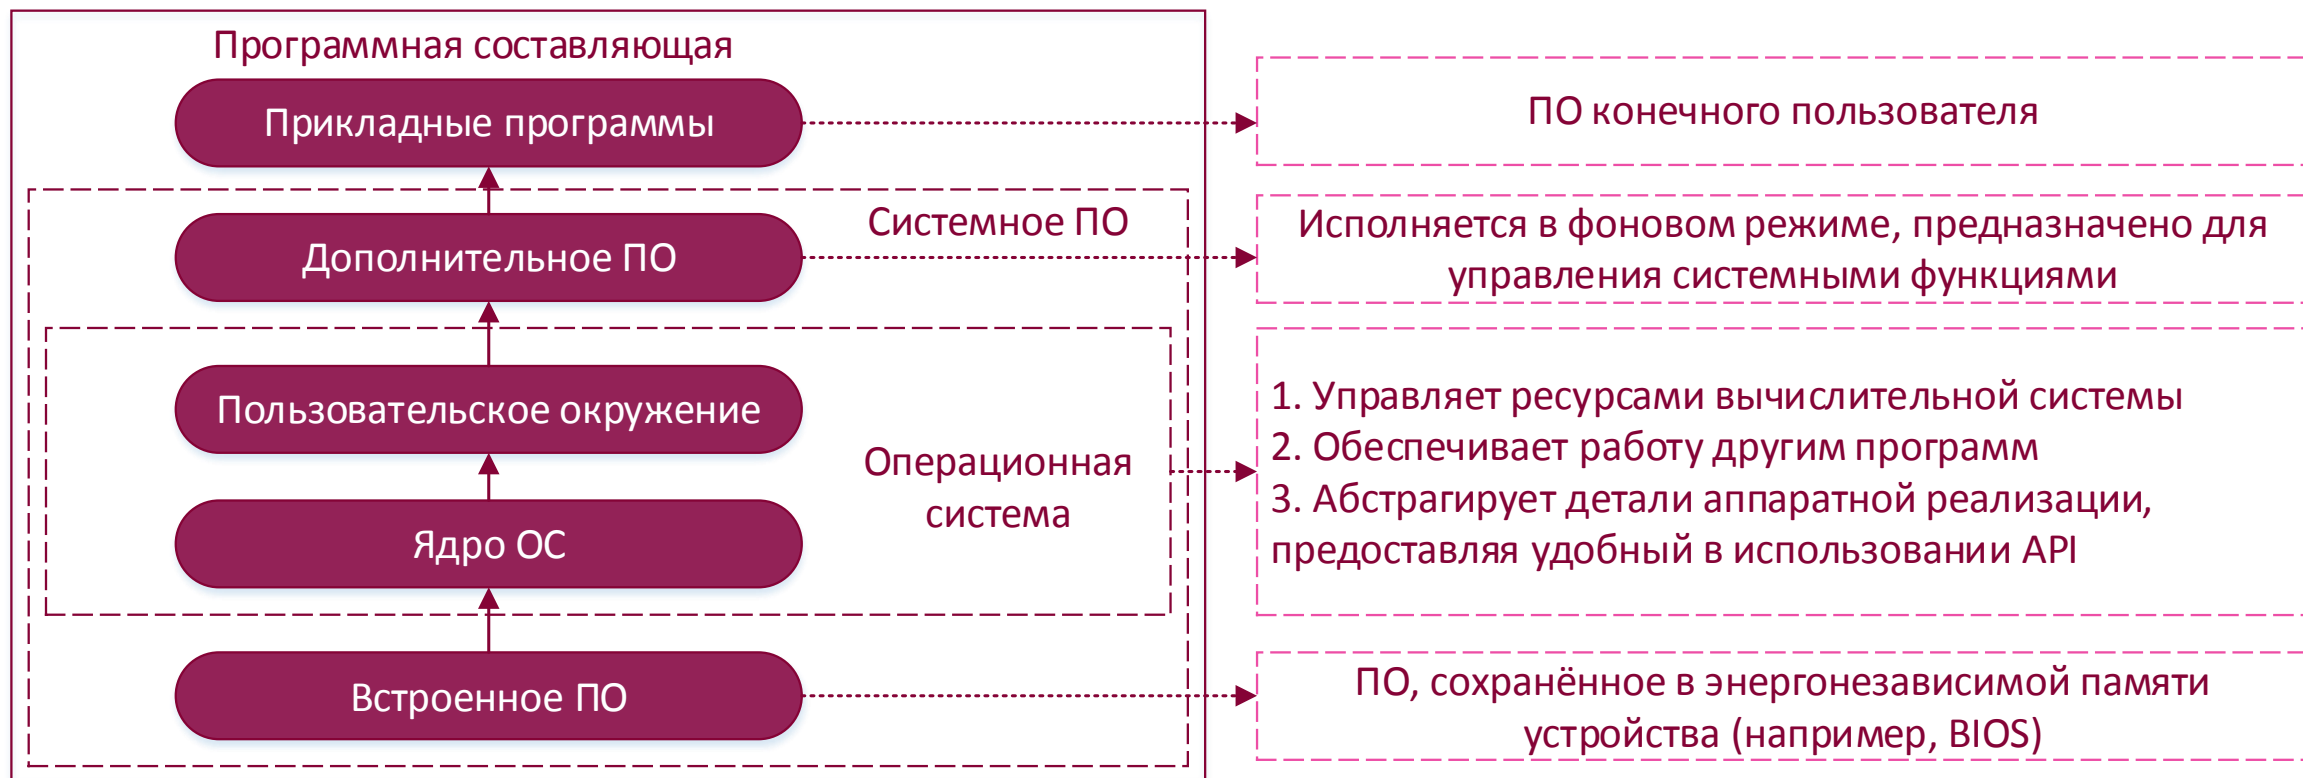 Программная составляющая
Прикладные программы
ПО конечного пользователя
Дополнительное ПО
Системное ПО
Исполняется в фоновом режиме, предназначено для
управления системными функциями
Пользовательское окружение
Ядро ОС
Операционная
система
1. Управляет ресурсами вычислительной системы
2. Обеспечивает работу другим программ
3. Абстрагирует детали аппаратной реализации,
предоставляя удобный в использовании API
Встроенное ПО
ПО, сохранённое в энергонезависимой памяти
устройства (например, BIOS)